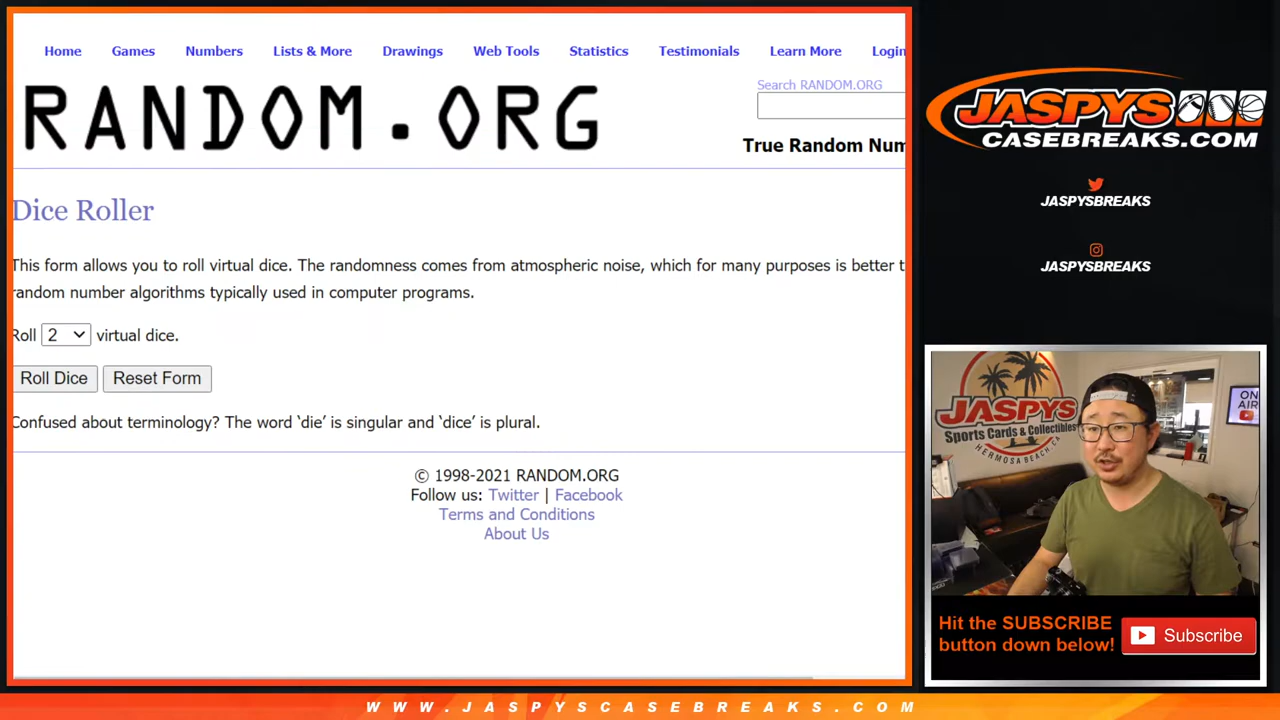 Home Games Numbers Lists & More Drawings Web Tools Statistics Testimonials Learn More Login
RANDOM.ORG
Search RANDOM.ORG
True Random Num
Dice Roller
This form allows you to roll virtual dice. The randomness comes from atmospheric noise, which for many purposes is better t
random number algorithms typically used in computer programs.
Roll 2 virtual dice.
Roll Dice Reset Form
Confused about terminology? The word ‘die’ is singular and ‘dice’ is plural.
© 1998-2021 RANDOM.ORG
Follow us: Twitter | Facebook
Terms and Conditions
About Us
JASPYS
CASEBREAKS.COM
JASPYSBREAKS
JASPYSBREAKS
JASPYS
Sports Cards & Collectibles
HERMOSA BEACH, CA
ON
AIR
Hit the SUBSCRIBE
button down below!
Subscribe
WWW.JASPYSCASEBREAKS.COM